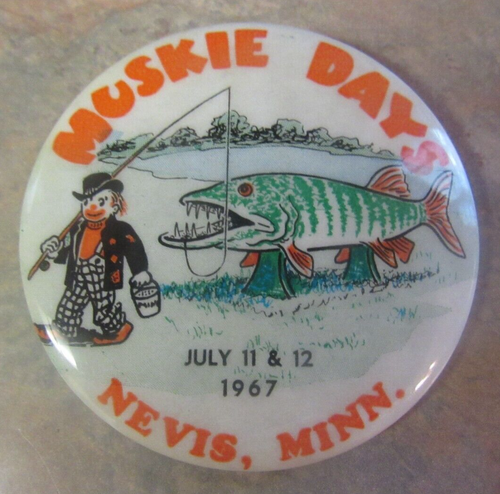 MUSKIE DAYS
JULY 11 & 12
1967
NEVIS, MINN.